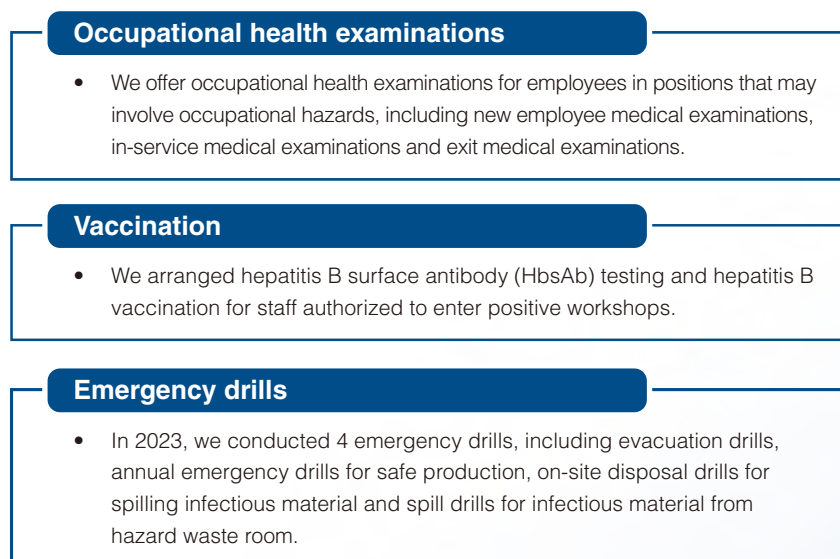 Occupational health examinations
• We offer occupational health examinations for employees in positions that may
involve occupational hazards, including new employee medical examinations,
in-service medical examinations and exit medical examinations.
Vaccination
• We arranged hepatitis B surface antibody (HbsAb) testing and hepatitis B
vaccination for staff authorized to enter positive workshops.
Emergency drills
• In 2023, we conducted 4 emergency drills, including evacuation drills,
annual emergency drills for safe production, on-site disposal drills for
spilling infectious material and spill drills for infectious material from
hazard waste room.